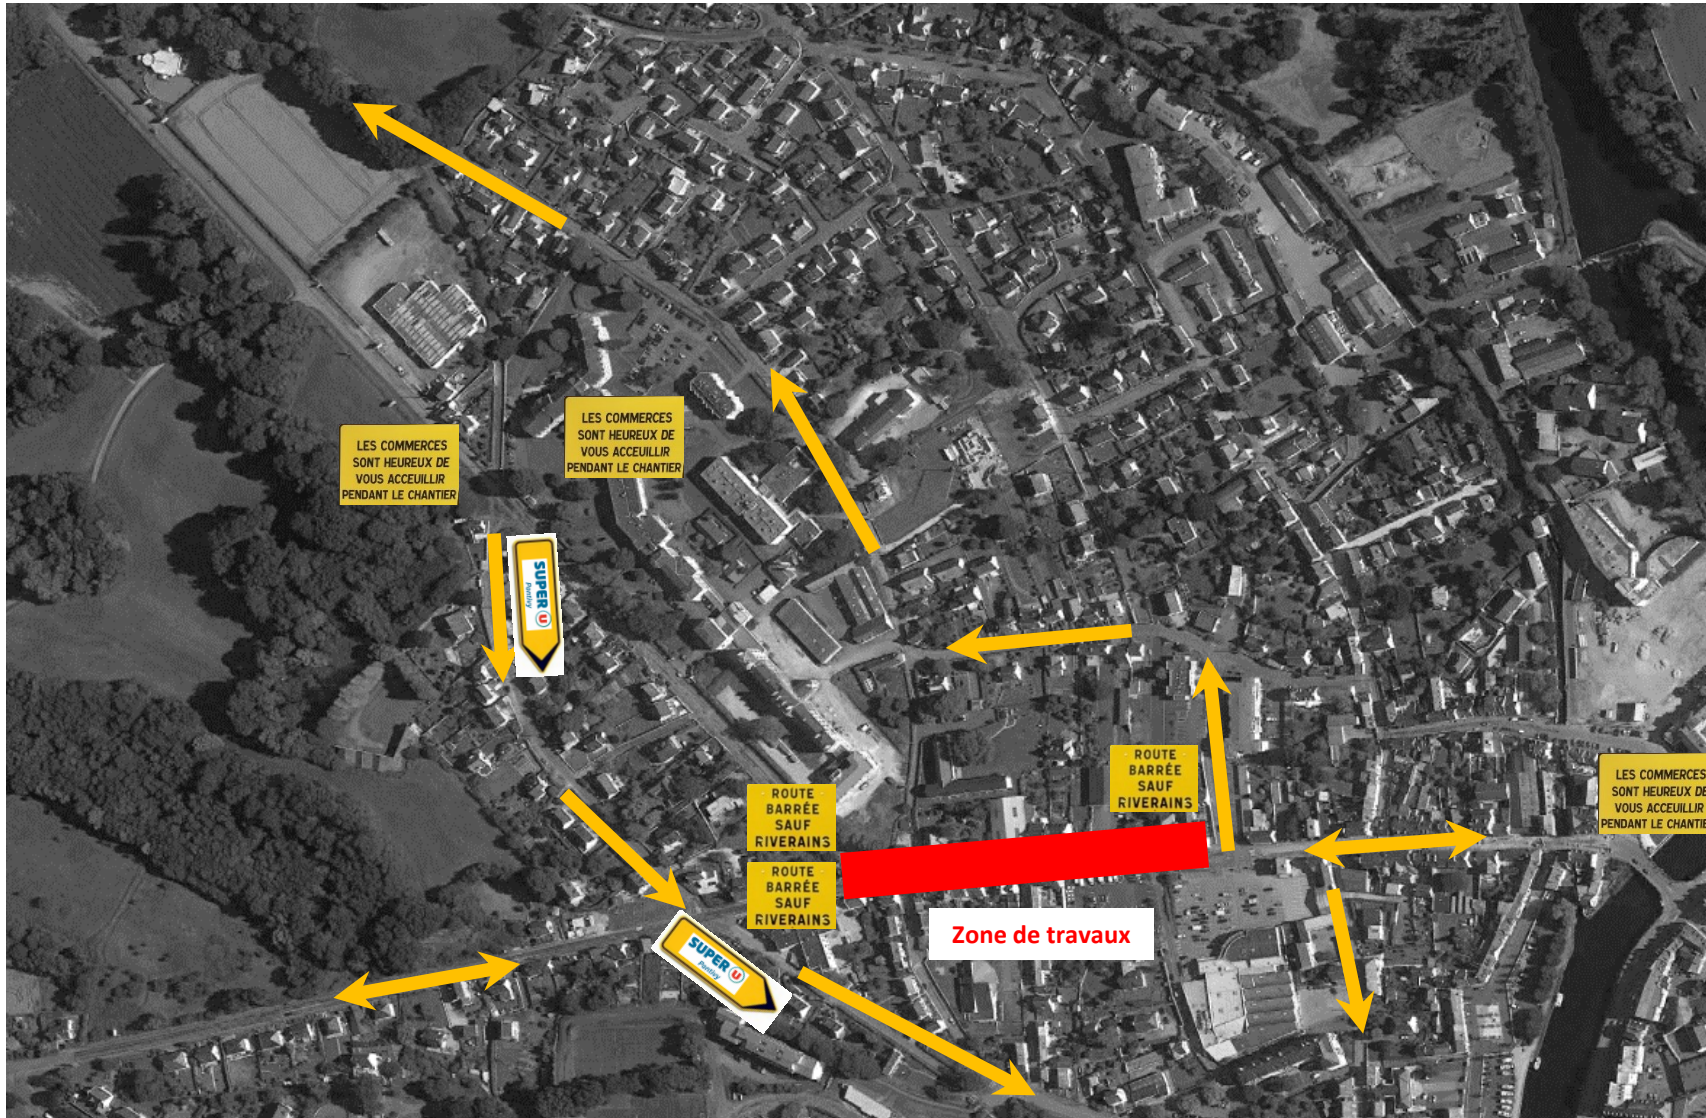 LES COMMERCES
SONT HEUREUX DE
VOUS ACCEUILLIR
PENDANT LE CHANTIER
LES COMMERCES
SONT HEUREUX DE
VOUS ACCEUILLIR
PENDANT LE CHANTIER
SUPER U
Pontivy
ROUTE
BARRÉE
SAUF
RIVERAINS
ROUTE
BARRÉE
SAUF
RIVERAINS
LES COMMERCES
SONT HEUREUX DE
VOUS ACCEUILLIR
PENDANT LE CHANTIE
ROUTE
BARRÉE
SAUF
RIVERAINS
Zone de travaux
SUPER U
Pontivy